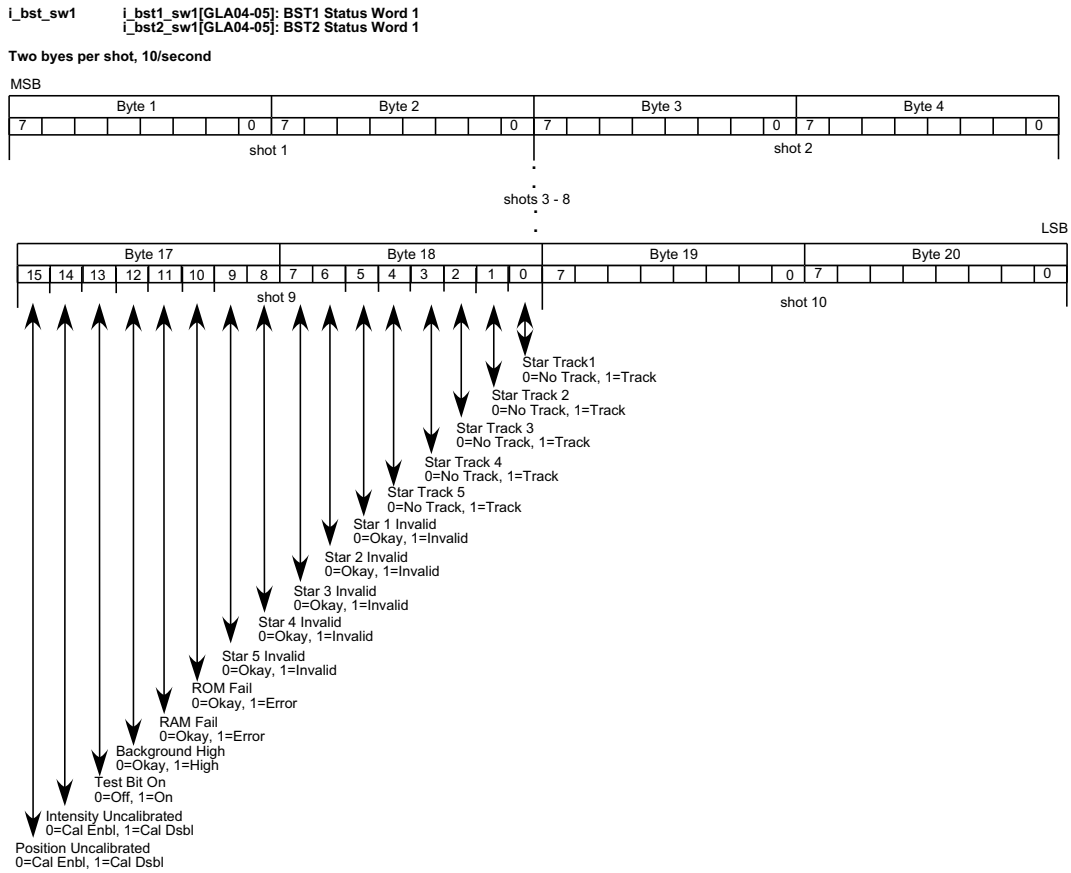 i_bst_sw1 i_bst1_sw1[GLA04-05]: BST1 Status Word 1
i_bst2_sw1[GLA04-05]: BST2 Status Word 1
Two byes per shot, 10/second
MSB
Byte 1 Byte 2 Byte 3 Byte 4
7 0 7 0 7 0 7 0
shot 1 shot 2
shots 3 - 8
LSB
Byte 17 Byte 18 Byte 19 Byte 20
15 14 13 12 11 10 9 8 7 6 5 4 3 2 1 0 7 0 7 0
shot 9 shot 10
Star Track1
0=No Track, 1=Track
Star Track 2
0=No Track, 1=Track
Star Track 3
0=No Track, 1=Track
Star Track 4
0=No Track, 1=Track
Star Track 5
0=No Track, 1=Track
Star 1 Invalid
0=Okay, 1=Invalid
Star 2 Invalid
0=Okay, 1=Invalid
Star 3 Invalid
0=Okay, 1=Invalid
Star 4 Invalid
0=Okay, 1=Invalid
Star 5 Invalid
0=Okay, 1=Invalid
ROM Fail
0=Okay, 1=Error
RAM Fail
0=Okay, 1=Error
Background High
0=Okay, 1=High
Test Bit On
0=Off, 1=On
Intensity Uncalibrated
0=Cal Enbl, 1=Cal Dsbl
Position Uncalibrated
0=Cal Enbl, 1=Cal Dsbl